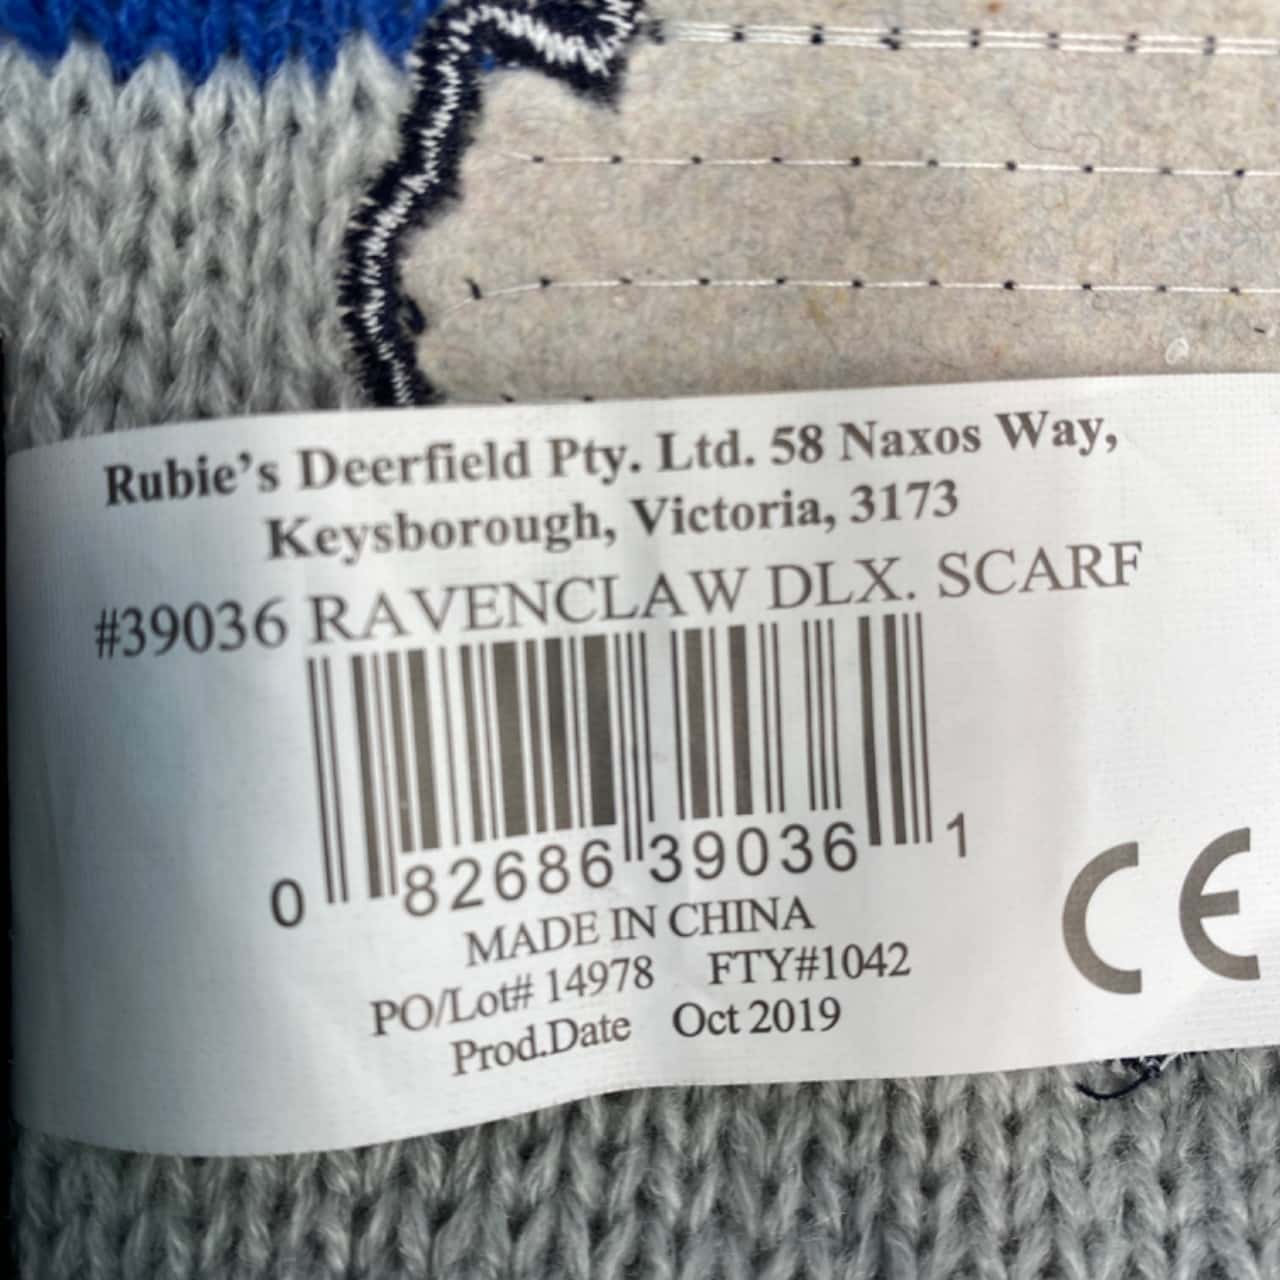 Rubie's Deerfield Pty. Ltd. 58 Naxos Way,
Keysborough, Victoria, 3173
#39036 RAVENCLAW DLX. SCARF
0 82686 39036 1
MADE IN CHINA
PO/Lot# 14978 FTY#1042
Prod.Date Oct 2019
CE